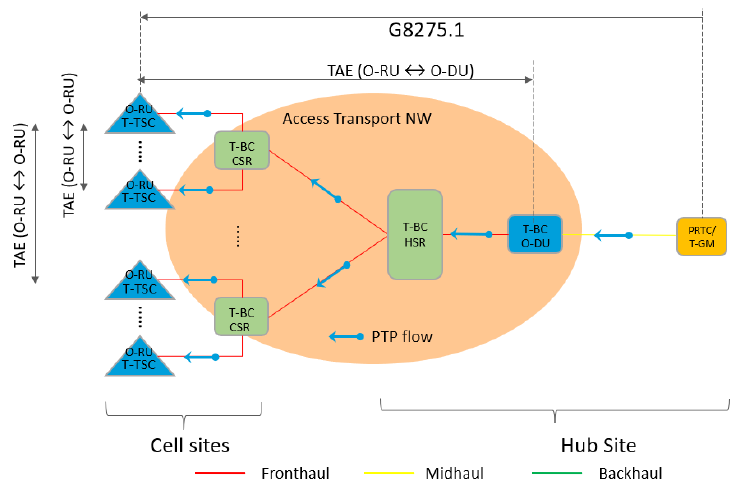 G8275.1
TAE (O-RU ↔ O-DU)
TAE (O-RU ↔ O-RU)
TAE (O-RU ↔ O-RU)
Access Transport NW
O-RU
T-TSC
O-RU
T-TSC
T-BC
CSR
T-BC
HSR
T-BC
O-DU
PRTC/
T-GM
O-RU
T-TSC
O-RU
T-TSC
T-BC
CSR
PTP flow
Cell sites
Hub Site
Fronthaul
Midhaul
Backhaul